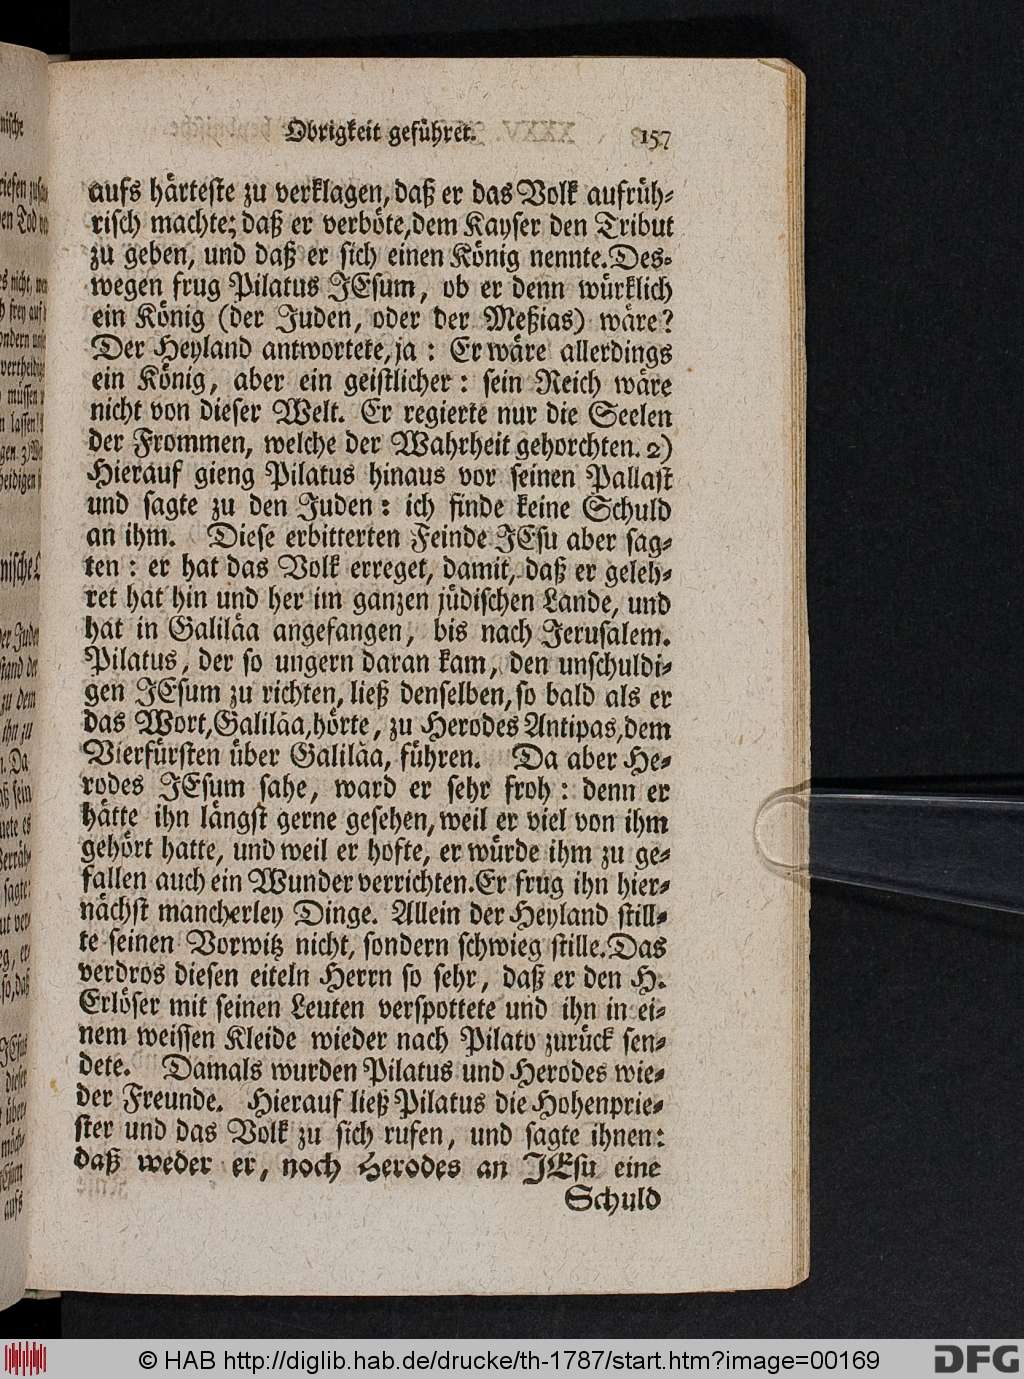 Obrigkeit geführet. 157
aufs härteste zu verklagen, daß er das Volk aufrüh-
risch machte; daß er verböte, dem Kayser den Tribut
zu geben, und daß er sich einen König nennte. Des-
wegen frug Pilatus JEsum, ob er denn würklich
ein König (der Juden, oder der Meßias) wäre?
Der Heyland antwortete, ja: Er wäre allerdings
ein König, aber ein geistlicher: sein Reich wäre
nicht von dieser Welt. Er regierte nur die Seelen
der Frommen, welche der Wahrheit gehorchten. 2)
Hierauf gieng Pilatus hinaus vor seinen Pallast
und sagte zu den Juden: ich finde keine Schuld
an ihm. Diese erbitterten Feinde JEsu aber sag-
ten: er hat das Volk erreget, damit, daß er geleh-
ret hat hin und her im ganzen jüdischen Lande, und
hat in Galiläa angefangen, bis nach Jerusalem.
Pilatus, der so ungern daran kam, den unschuldi-
gen JEsum zu richten, ließ denselben, so bald als er
das Wort, Galiläa, hörte, zu Herodes Antipas, dem
Vierfürsten über Galiläa, führen. Da aber He-
rodes JEsum sahe, ward er sehr froh: denn er
hätte ihn längst gerne gesehen, weil er viel von ihm
gehört hatte, und weil er hofte, er würde ihm zu ge-
fallen auch ein Wunder verrichten. Er frug ihn hier-
nächst mancherley Dinge. Allein der Heyland still-
te seinen Vorwitz nicht, sondern schwieg stille. Das
verdros diesen eiteln Herrn so sehr, daß er den H.
Erlöser mit seinen Leuten verspottete und ihn in ei-
nem weissen Kleide wieder nach Pilato zurück sen-
dete. Damals wurden Pilatus und Herodes wie-
der Freunde. Hierauf ließ Pilatus die Hohenprie-
ster und das Volk zu sich rufen, und sagte ihnen:
daß weder er, noch Herodes an JEsu eine
Schuld
© HAB http://diglib.hab.de/drucke/th-1787/start.htm?image=00169
DFG